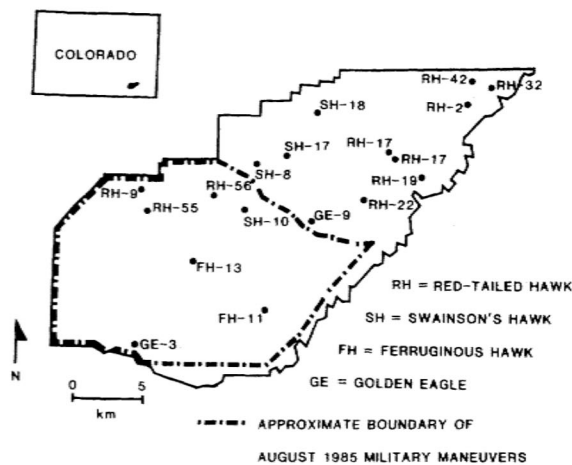 COLORADO
RH-42
RH-32
RH-2
SH-18
SH-17
RH-17
RH-17
SH-8
RH-19
RH-9
RH-56
RH-22
RH-55
SH-10
GE-9
FH-13
RH = RED-TAILED HAWK
FH-11
SH = SWAINSON'S HAWK
GE-3
FH = FERRUGINOUS HAWK
N
0 5
km
GE = GOLDEN EAGLE
APPROXIMATE BOUNDARY OF
AUGUST 1985 MILITARY MANEUVERS